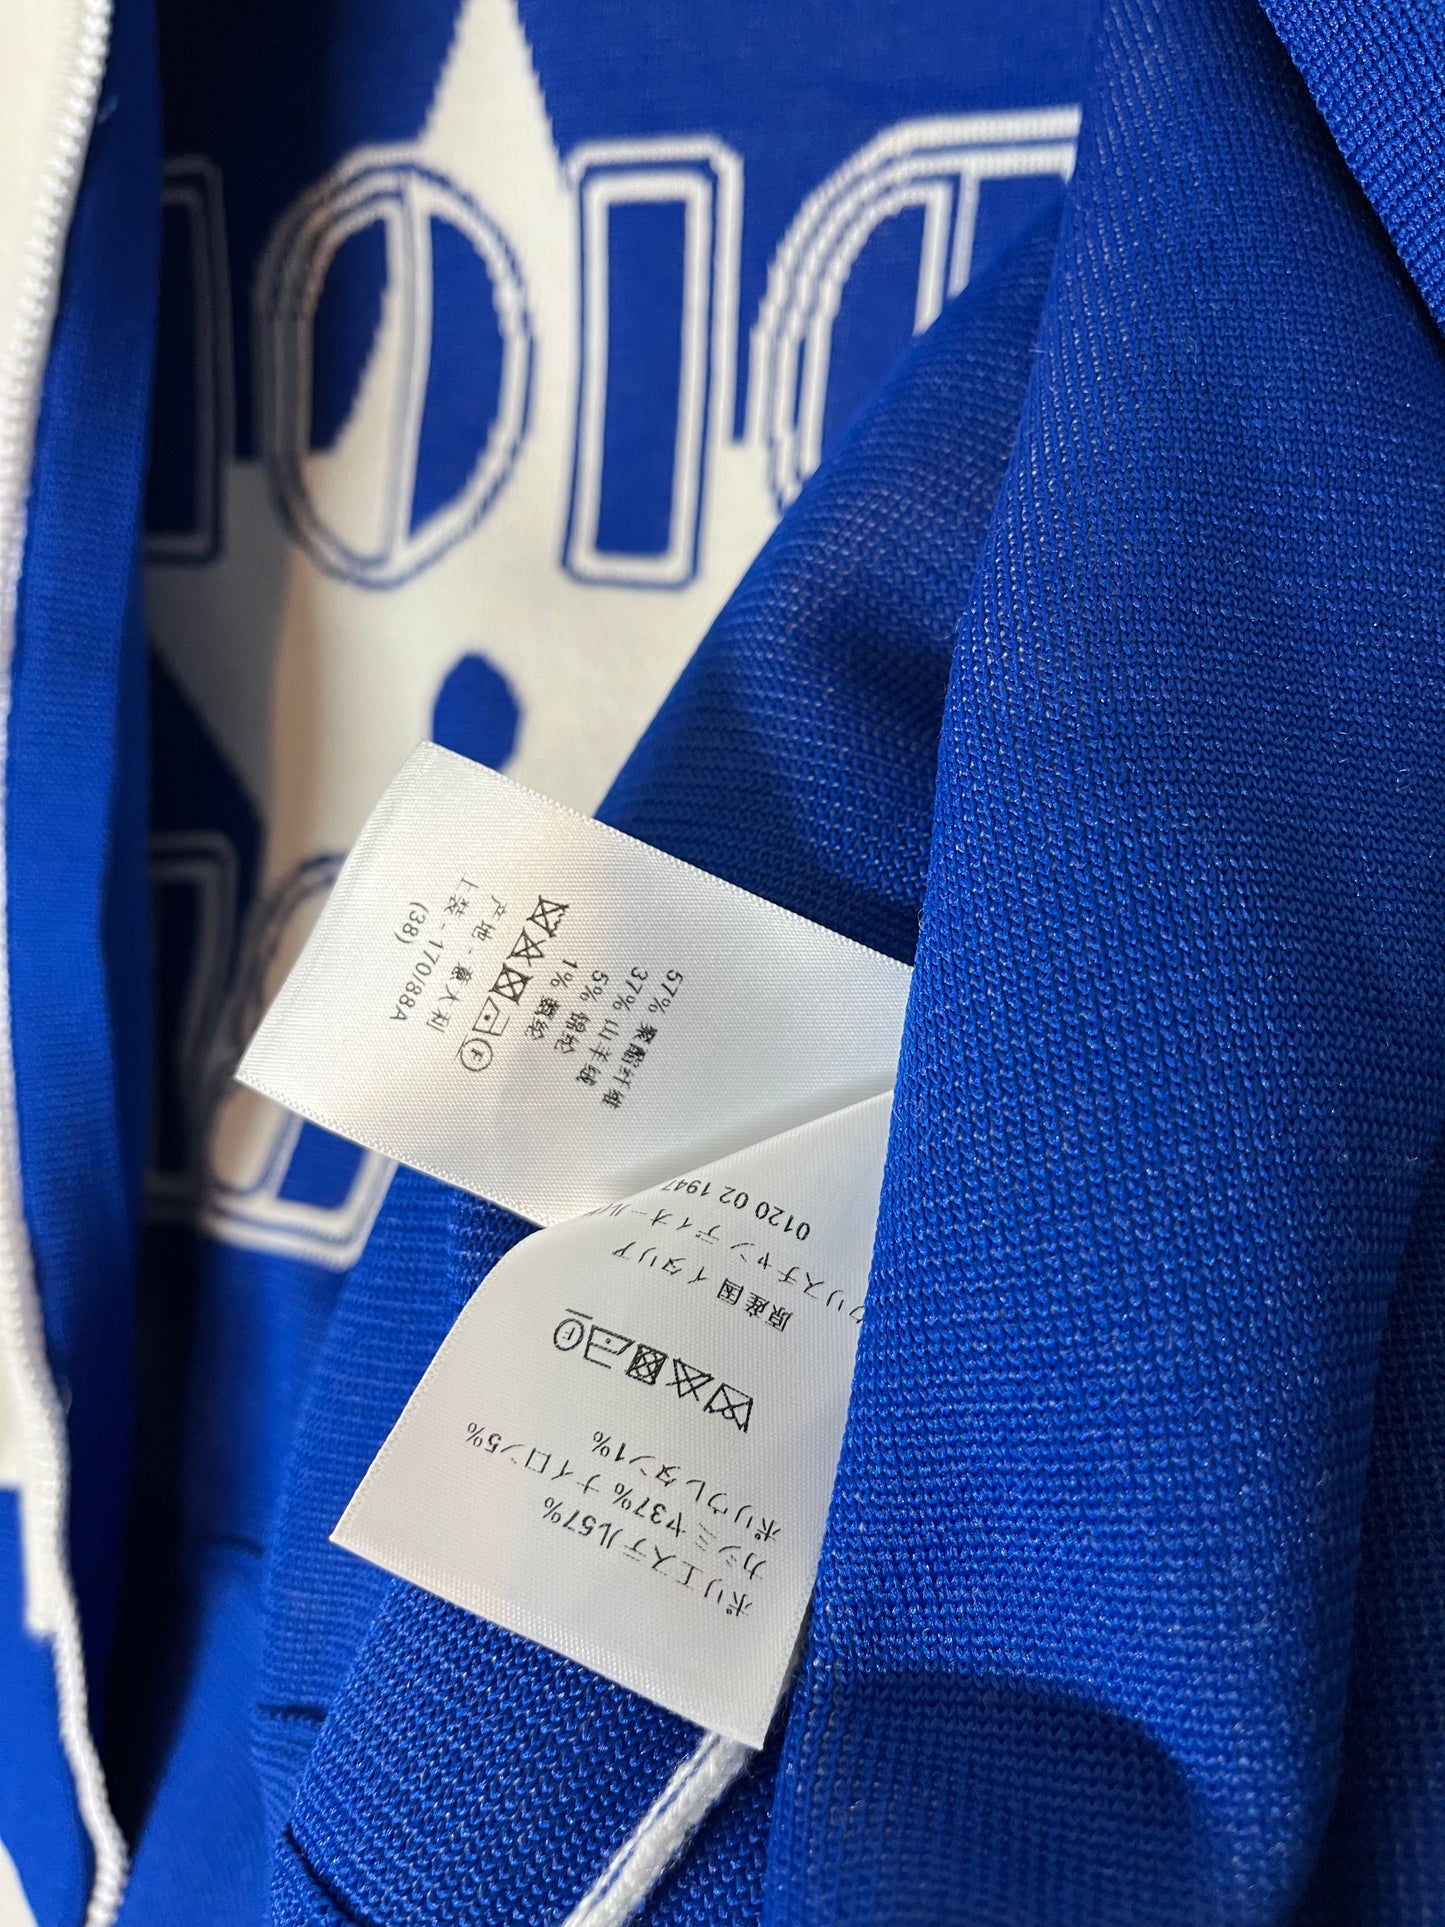 57% 聚酯纤维
37% 山羊绒
5% 锦纶
1% 氨纶
F
产地 - 意大利
上装 - 170/88A
(38)
ポリエステル57%
カシミヤ37% ナイロン5%
ポリウレタン1%
F
原産国 イタリア
クリスチャン ディオール
0120 02 1947